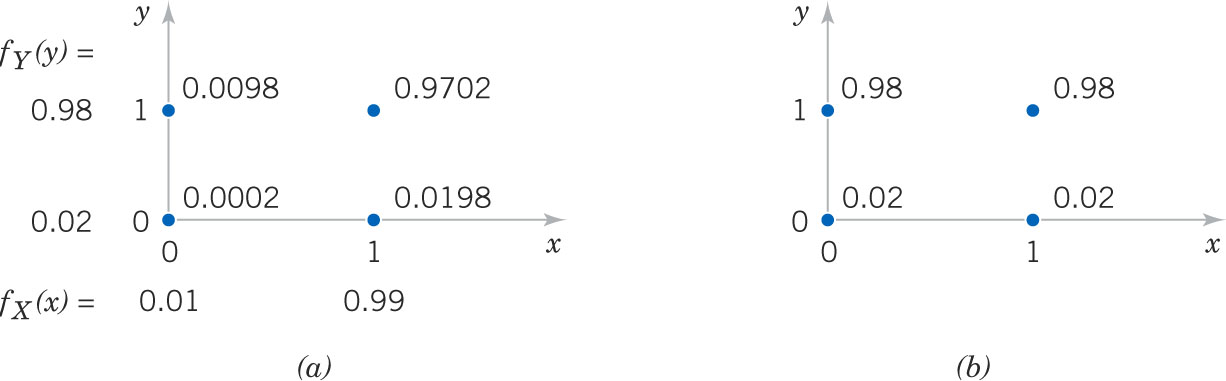 y y
f_Y(y) =
0.0098 0.9702 0.98 0.98
0.98 1 1
0.0002 0.0198 0.02 0.02
0.02 0 0
x x
0 1 0 1
f_X(x) = 0.01 0.99
(a) (b)